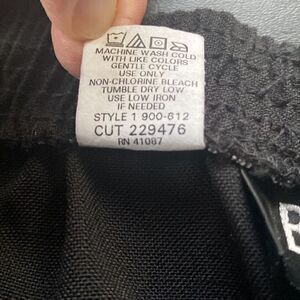 MACHINE WASH COLD
WITH LIKE COLORS
GENTLE CYCLE
USE ONLY
NON-CHLORINE BLEACH
TUMBLE DRY LOW
USE LOW IRON
IF NEEDED
STYLE 1 900-612
CUT 229476
RN 41087